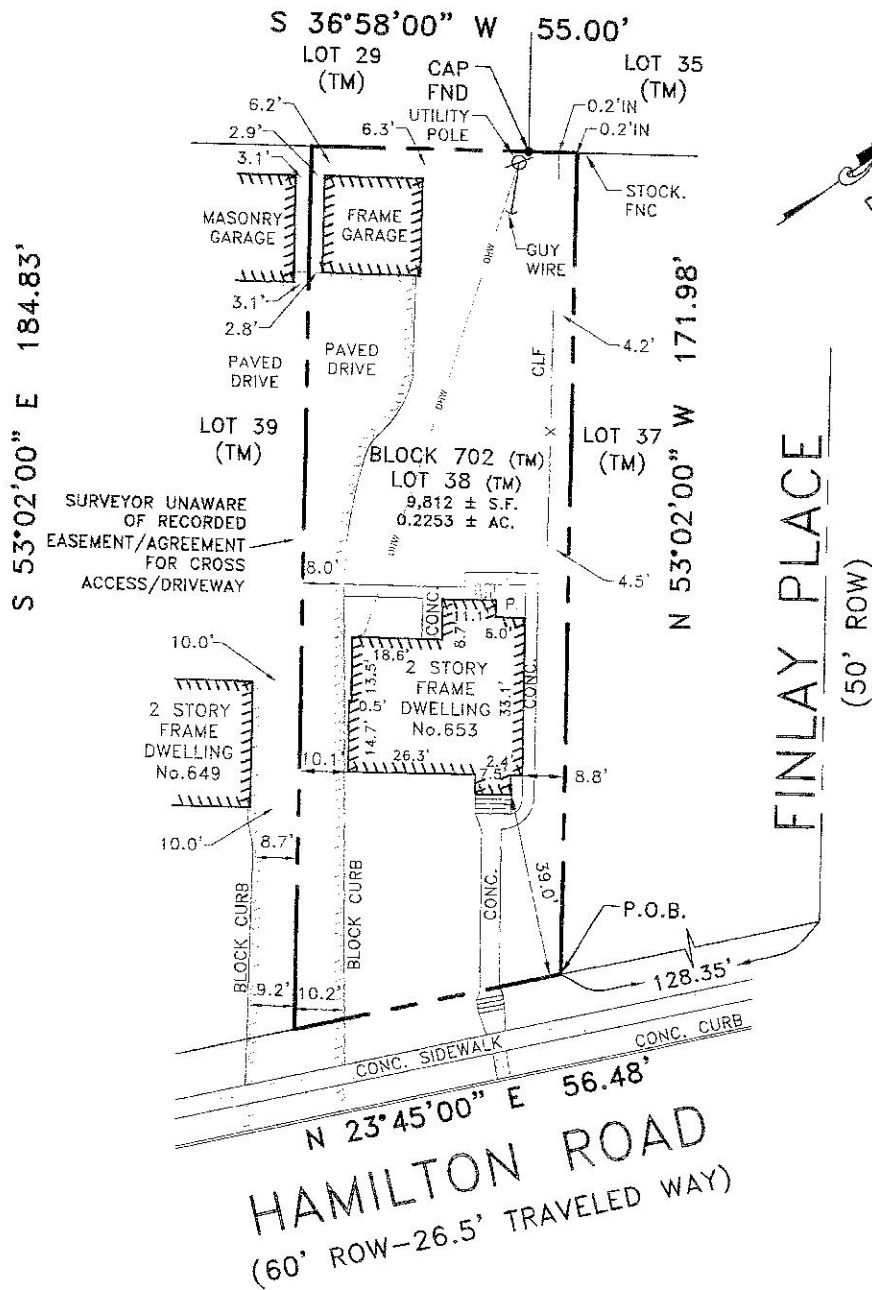 S 36°58'00" W 55.00'
LOT 29
(TM)
CAP
FND
LOT 35
(TM)
6.2'
6.3'
UTILITY
POLE
0.2'IN
0.2'IN
2.9'
3.1'
STOCK.
FNC
MASONRY
GARAGE
FRAME
GARAGE
GUY
WIRE
OHW
S 53°02'00" E 184.83'
N 53°02'00" W 171.98'
3.1'
2.8'
4.2'
PAVED
DRIVE
PAVED
DRIVE
CLF
X
OHW
LOT 39
(TM)
BLOCK 702 (TM)
LOT 38 (TM)
9,812 ± S.F.
0.2253 ± AC.
LOT 37
(TM)
SURVEYOR UNAWARE
OF RECORDED
EASEMENT/AGREEMENT
FOR CROSS
ACCESS/DRIVEWAY
OHW
8.0'
4.5'
FINLAY PLACE
(50' ROW)
CONC.
11.1'
P.
8.7'
6.0'
10.0'
18.6'
13.5'
33.1'
CONC.
2 STORY
FRAME
DWELLING
No.653
0.5'
14.7'
2 STORY
FRAME
DWELLING
No.649
10.1'
26.3'
2.4'
7.5'
8.8'
10.0'
8.7'
39.0'
BLOCK CURB
BLOCK CURB
CONC.
P.O.B.
128.35'
9.2'
10.2'
CONC. SIDEWALK
CONC. CURB
N 23°45'00" E 56.48'
HAMILTON ROAD
(60' ROW-26.5' TRAVELED WAY)